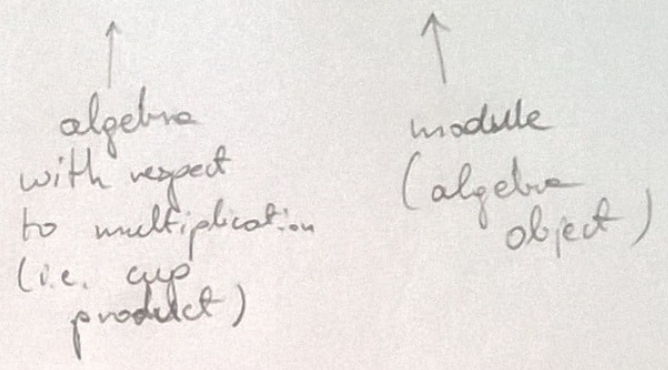 algebra
with respect
to multiplication
(i.e. cup
product)
module
(algebra
object)